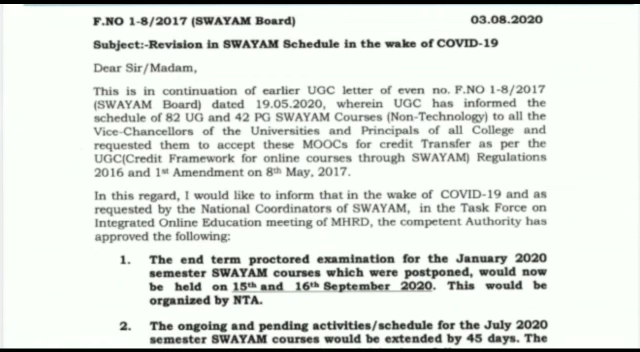 F.NO 1-8/2017 (SWAYAM Board) 03.08.2020
Subject:-Revision in SWAYAM Schedule in the wake of COVID-19
Dear Sir/Madam,
This is in continuation of earlier UGC letter of even no. F.NO 1-8/2017
(SWAYAM Board) dated 19.05.2020, wherein UGC has informed the
schedule of 82 UG and 42 PG SWAYAM Courses (Non-Technology) to all the
Vice-Chancellors of the Universities and Principals of all College and
requested them to accept these MOOCs for credit Transfer as per the
UGC(Credit Framework for online courses through SWAYAM) Regulations
2016 and 1st Amendment on 8th May, 2017.
In this regard, I would like to inform that in the wake of COVID-19 and as
requested by the National Coordinators of SWAYAM, in the Task Force on
Integrated Online Education meeting of MHRD, the competent Authority has
approved the following:
1. The end term proctored examination for the January 2020
semester SWAYAM courses which were postponed, would now
be held on 15th and 16th September 2020. This would be
organized by NTA.
2. The ongoing and pending activities/schedule for the July 2020
semester SWAYAM courses would be extended by 45 days. The